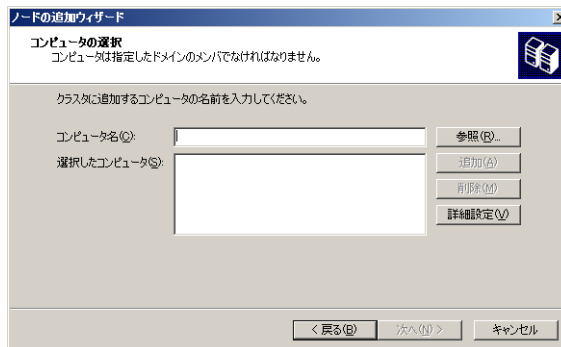 ノードの追加ウィザード
コンピュータの選択
コンピュータは指定したドメインのメンバでなければなりません。
クラスタに追加するコンピュータの名前を入力してください。
コンピュータ名(C):
参照(R)...
選択したコンピュータ(S):
追加(A)
削除(M)
詳細設定(V)
< 戻る(B)
次へ(N) >
キャンセル